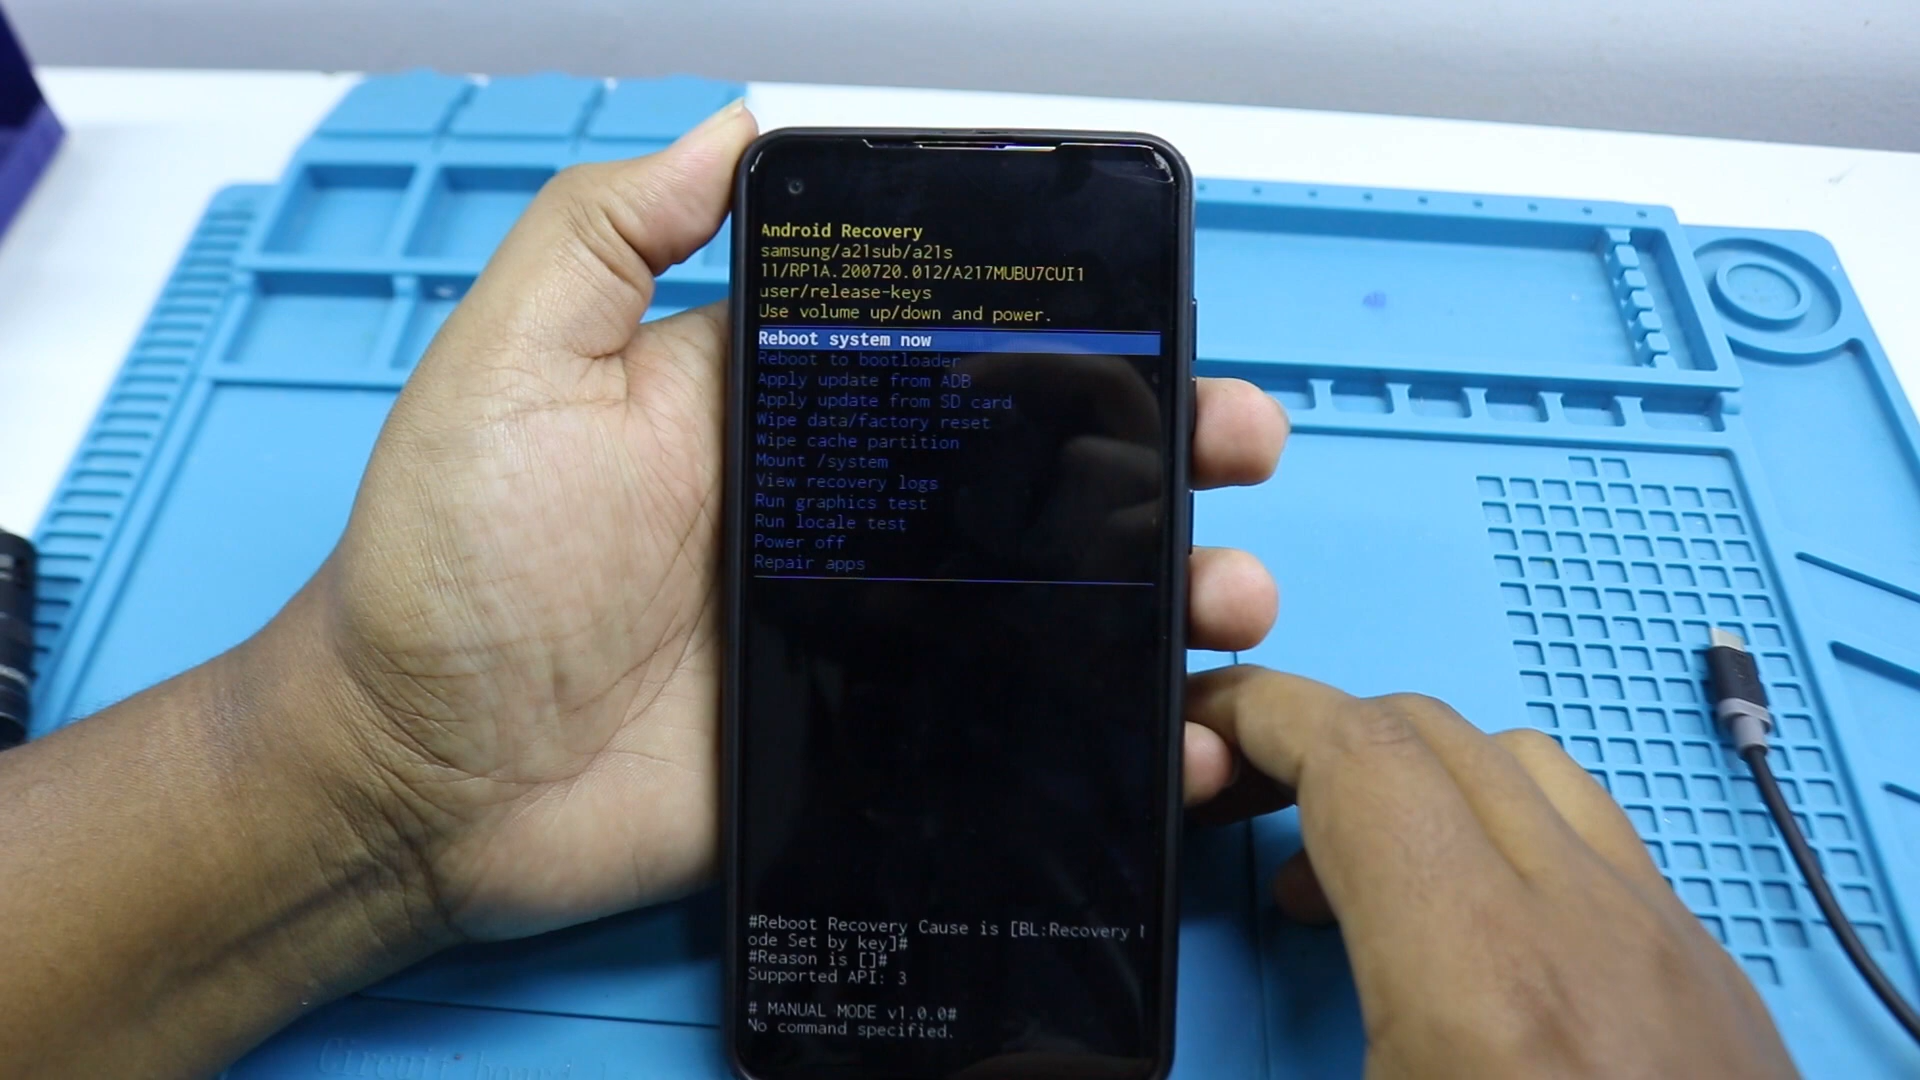 Android Recovery
samsung/a21sub/a21s
11/RP1A.200720.012/A217MUBU7CUI1
user/release-keys
Use volume up/down and power.
Reboot system now
Reboot to bootloader
Apply update from ADB
Apply update from SD card
Wipe data/factory reset
Wipe cache partition
Mount /system
View recovery logs
Run graphics test
Run locale test
Power off
Repair apps
#Reboot Recovery Cause is [BL:Recovery M
ode Set by key]#
#Reason is []#
Supported API: 3
# MANUAL MODE v1.0.0#
No command specified.
Circuit board